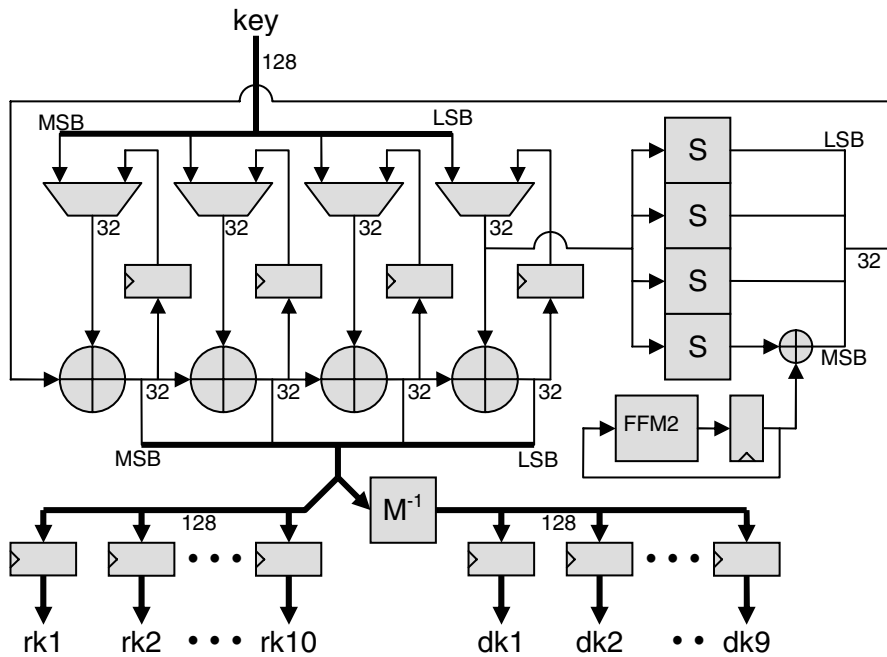 key
128
MSB
LSB
32
32
32
32
S
S
S
S
LSB
32
MSB
32
32
32
32
FFM2
MSB
LSB
M-1
128
128
• • •
• • •
rk1
rk2
• • •
rk10
dk1
dk2
• •
dk9